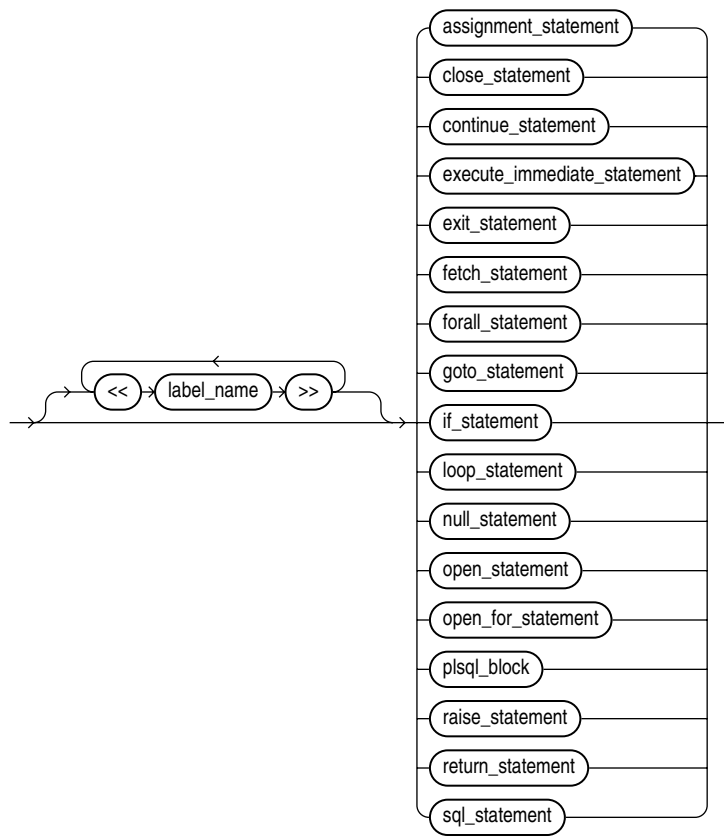 assignment_statement
close_statement
continue_statement
execute_immediate_statement
exit_statement
fetch_statement
forall_statement
goto_statement
<< label_name >>
if_statement
loop_statement
null_statement
open_statement
open_for_statement
plsql_block
raise_statement
return_statement
sql_statement